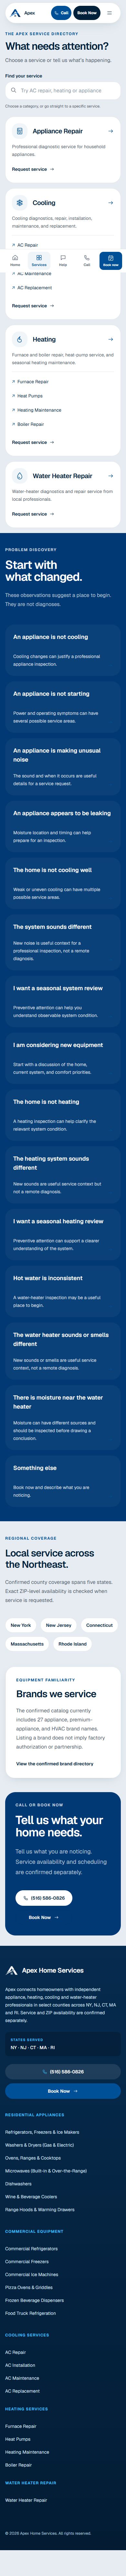 Apex
Call
Book Now
THE APEX SERVICE DIRECTORY
What needs attention?
Choose a service or tell us what's happening.
Find your service
Try AC repair, heating or appliance
Choose a category, or go straight to a specific service.
Appliance Repair
Professional appliance diagnostic service for household
appliances.
Request service
Cooling
Cooling diagnostics, repair, installation,
maintenance, and replacement.
AC Repair
Home
Services
Help
Call
Book now
AC Maintenance
AC Replacement
Request service
Heating
Furnace and boiler repair, heat pump service, and
seasonal heating maintenance.
Furnace Repair
Heat Pumps
Heating Maintenance
Boiler Repair
Request service
Water Heater Repair
Water-heater diagnostics and repair service from
local professionals.
Request service
PROBLEM DISCOVERY
Start with
what changed.
These observations suggest a place to begin.
They are not diagnoses.
An appliance is not cooling
Cooling changes can justify a professional
appliance inspection.
An appliance is not starting
Power and operating symptoms can have
several possible service areas.
An appliance is making unusual
noise
The sound and when it occurs are useful
details for a service request.
An appliance appears to be leaking
Moisture location and timing can help
prepare for an inspection.
The home is not cooling well
Weak or uneven cooling can have multiple
possible service areas.
The system sounds different
New noise is useful context for a
professional inspection, not a remote
diagnosis.
I want a seasonal system review
Preventive attention can help you
understand observable system condition.
I am considering new equipment
Start with a discussion of the home,
current system, and comfort priorities.
The home is not heating
A heating inspection can help clarify the
relevant system condition.
The heating system sounds
different
New sounds are useful service context but
not a remote diagnosis.
I want a seasonal heating review
Preventive attention can support a clearer
understanding of the system.
Hot water is inconsistent
A water-heater inspection may be a useful
place to begin.
The water heater sounds or smells
different
New sounds or smells are useful service
context, not a remote diagnosis.
There is moisture near the water
heater
Moisture can have different sources and
should be inspected before drawing a
conclusion.
Something else
Book now and describe what you are
noticing.
REGIONAL COVERAGE
Local service across
the Northeast.
Confirmed county coverage spans five states.
Exact ZIP-level availability is checked when
service is requested.
New York
New Jersey
Connecticut
Massachusetts
Rhode Island
EQUIPMENT FAMILIARITY
Brands we service
The confirmed catalog currently
includes 27 appliance, premium-
appliance, and HVAC brand names.
Listing a brand does not imply factory
authorization or partnership.
View the confirmed brand directory
CALL OR BOOK NOW
Tell us what your
home needs.
Tell us what you are noticing.
Service availability and scheduling
are confirmed separately.
(516) 586-0826
Book Now
Apex Home Services
Apex connects homeowners with independent
appliance, heating, cooling and water-heater
professionals in select counties across NY, NJ, CT, MA
and RI. Service and ZIP availability are confirmed
separately.
STATES SERVED
NY · NJ · CT · MA · RI
(516) 586-0826
Book Now
RESIDENTIAL APPLIANCES
Refrigerators, Freezers & Ice Makers
Washers & Dryers (Gas & Electric)
Ovens, Ranges & Cooktops
Microwaves (Built-in & Over-the-Range)
Dishwashers
Wine & Beverage Coolers
Range Hoods & Warming Drawers
COMMERCIAL EQUIPMENT
Commercial Refrigerators
Commercial Freezers
Commercial Ice Machines
Pizza Ovens & Griddles
Frozen Beverage Dispensers
Food Truck Refrigeration
COOLING SERVICES
AC Repair
AC Installation
AC Maintenance
AC Replacement
HEATING SERVICES
Furnace Repair
Heat Pumps
Heating Maintenance
Boiler Repair
WATER HEATER REPAIR
Water Heater Repair
© 2026 Apex Home Services. All rights reserved.